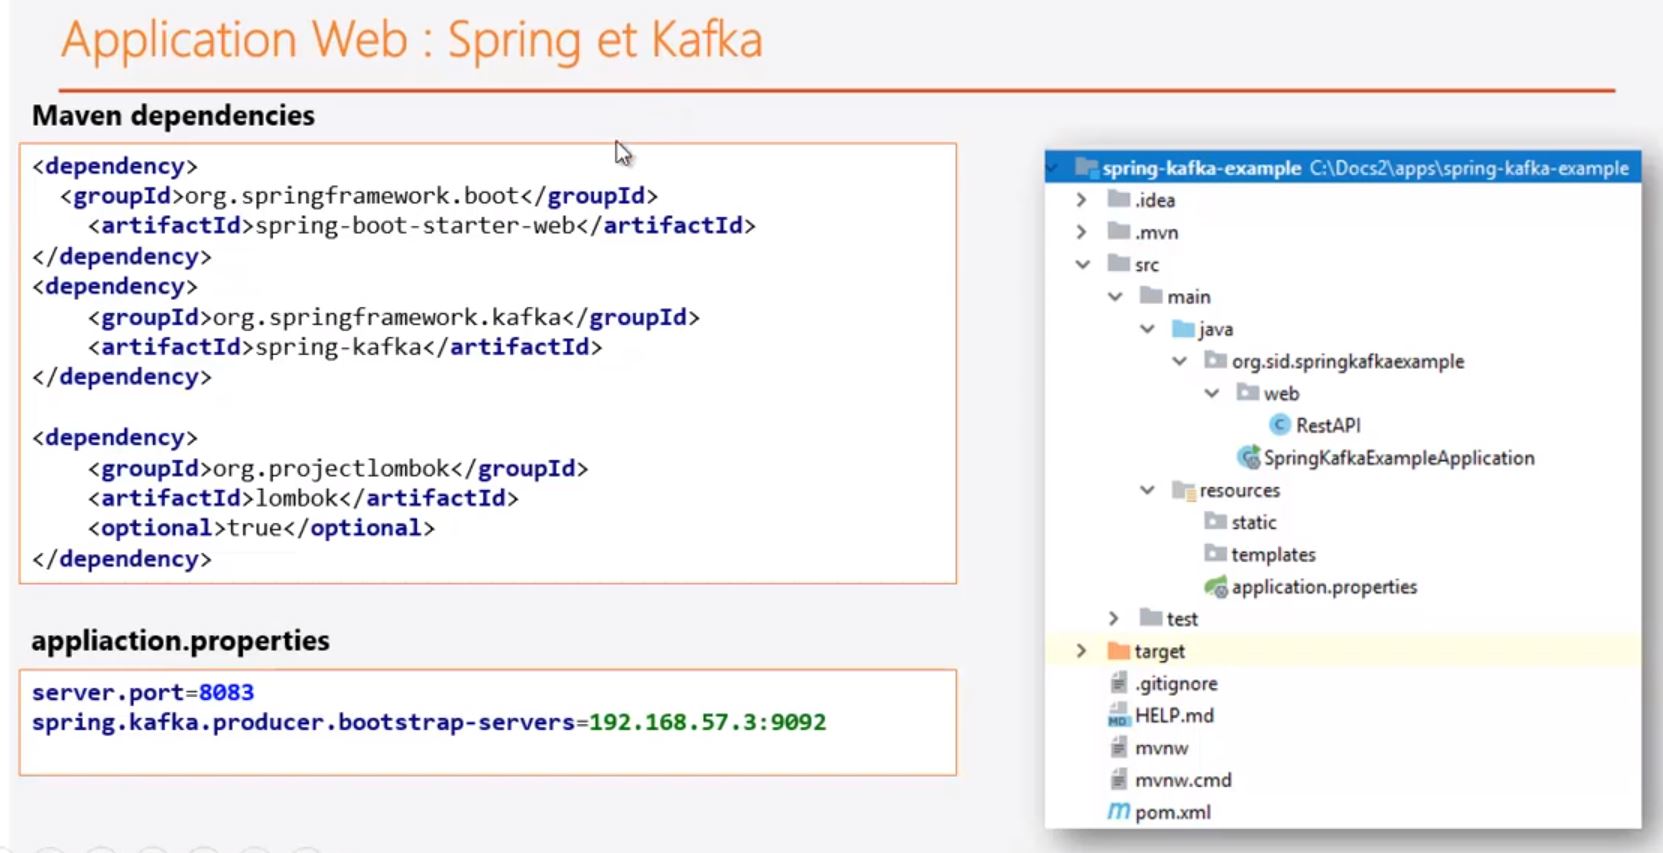 Application Web : Spring et Kafka
Maven dependencies
<dependency>
<groupId>org.springframework.boot</groupId>
<artifactId>spring-boot-starter-web</artifactId>
</dependency>
<dependency>
<groupId>org.springframework.kafka</groupId>
<artifactId>spring-kafka</artifactId>
</dependency>
<dependency>
<groupId>org.projectlombok</groupId>
<artifactId>lombok</artifactId>
<optional>true</optional>
</dependency>
appliaction.properties
server.port=8083
spring.kafka.producer.bootstrap-servers=192.168.57.3:9092
spring-kafka-example C:\Docs2\apps\spring-kafka-example
.idea
.mvn
src
main
java
org.sid.springkafkaexample
web
C RestAPI
SpringKafkaExampleApplication
resources
static
templates
application.properties
test
target
.gitignore
MD HELP.md
mvnw
mvnw.cmd
m pom.xml